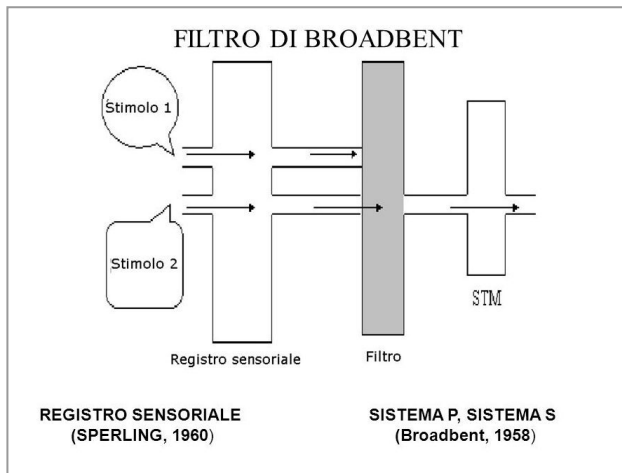 FILTRO DI BROADBENT
Stimolo 1
Stimolo 2
STM
Registro sensoriale
Filtro
REGISTRO SENSORIALE
(SPERLING, 1960)
SISTEMA P, SISTEMA S
(Broadbent, 1958)